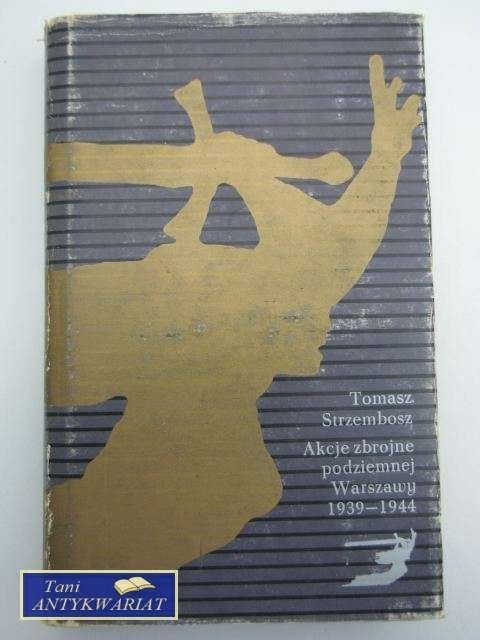 Tomasz
Strzembosz
Akcje zbrojne
podziemnej
Warszawy
1939–1944
Tani
ANTYKWARIAT